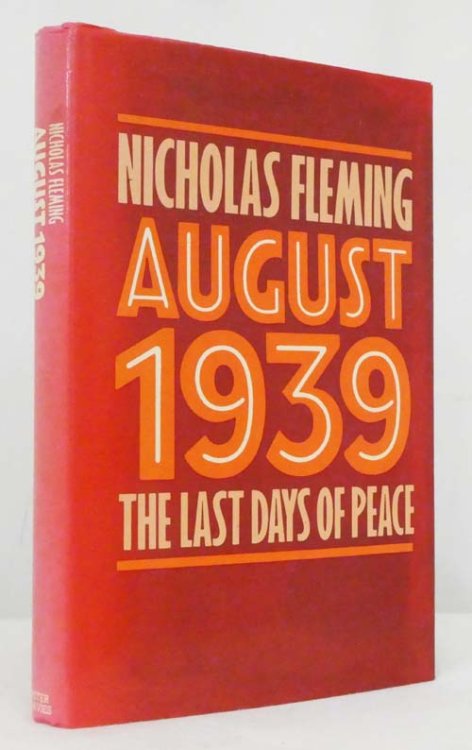 NICHOLAS FLEMING
AUGUST
1939
THE LAST DAYS OF PEACE
NICHOLAS FLEMING
AUGUST 1939